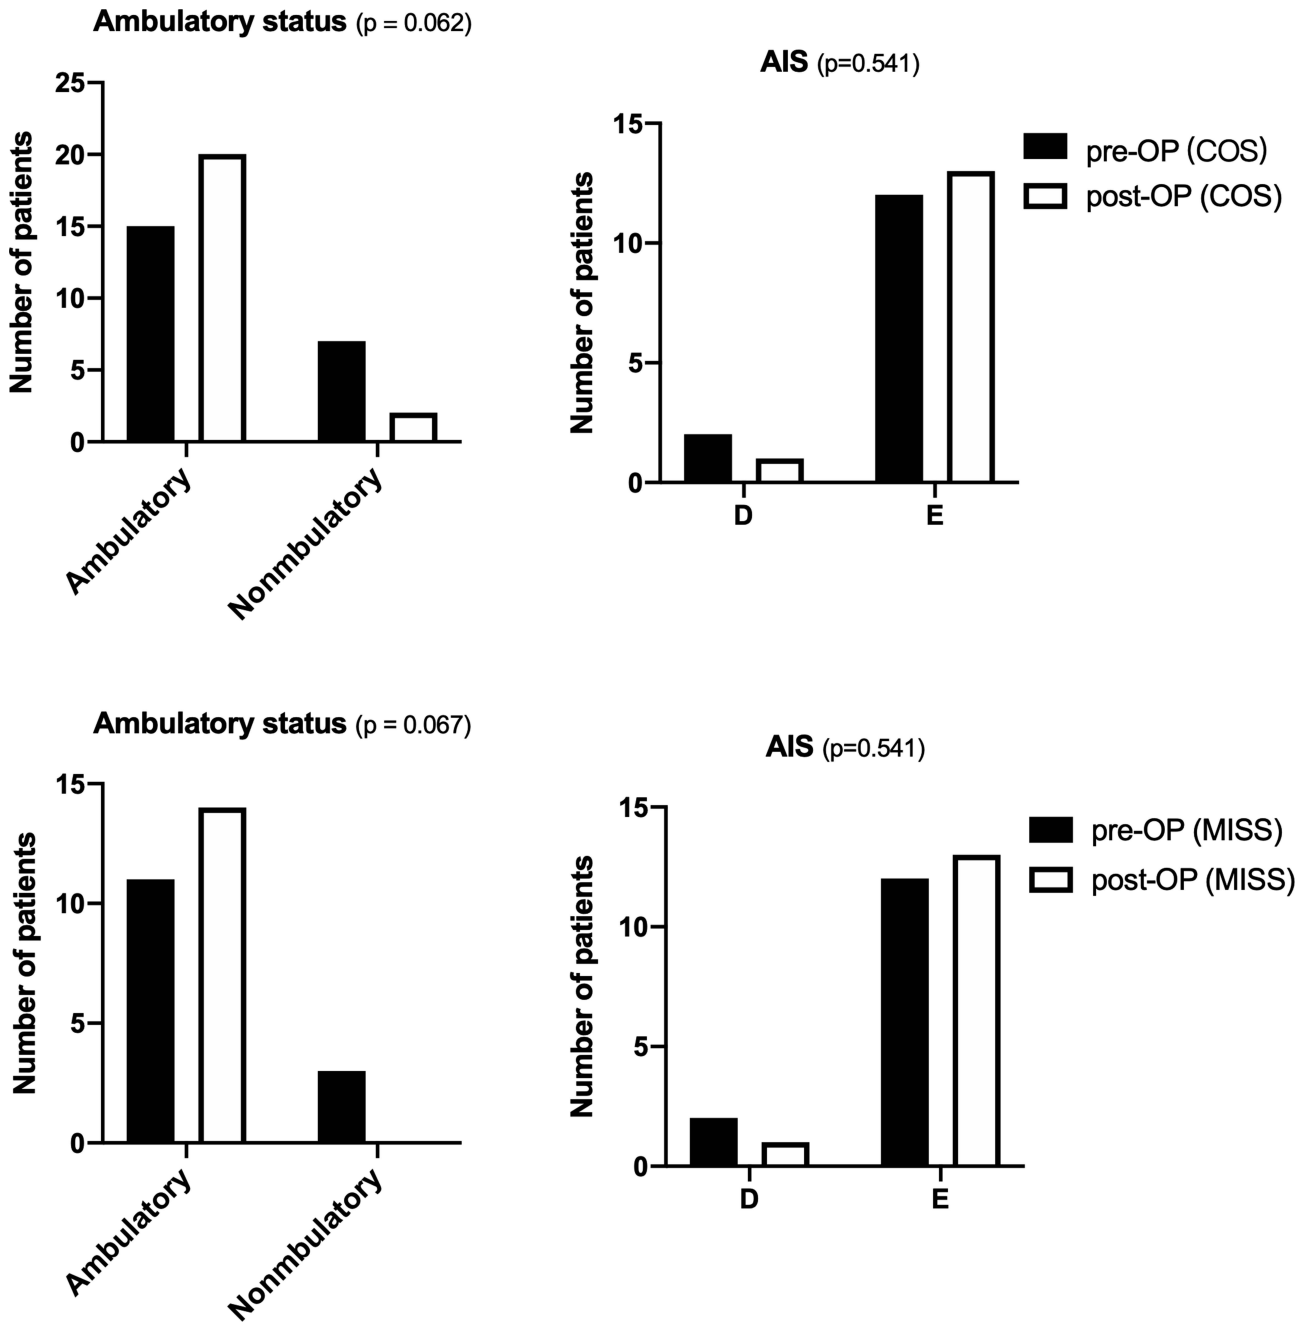 Ambulatory status (p = 0.062)
Number of patients
25
20
15
10
5
0
Ambulatory
Nonmbulatory
AIS (p=0.541)
Number of patients
15
10
5
0
D
E
pre-OP (COS)
post-OP (COS)
Ambulatory status (p = 0.067)
Number of patients
15
10
5
0
Ambulatory
Nonmbulatory
AIS (p=0.541)
Number of patients
15
10
5
0
D
E
pre-OP (MISS)
post-OP (MISS)